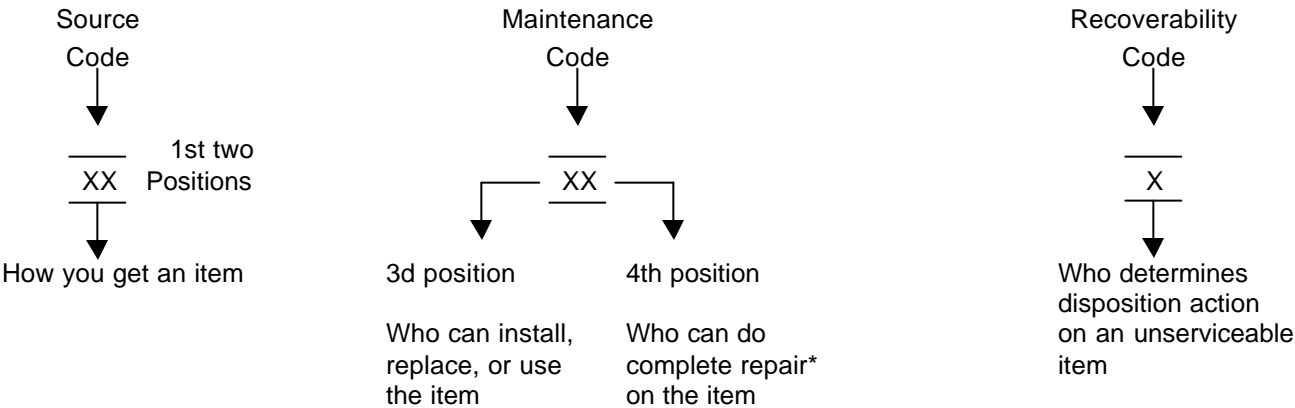 Source
Code
Maintenance
Code
Recoverability
Code
1st two
XX Positions
XX
X
How you get an item
3d position
4th position
Who determines
disposition action
on an unserviceable
item
Who can install,
replace, or use
the item
Who can do
complete repair*
on the item